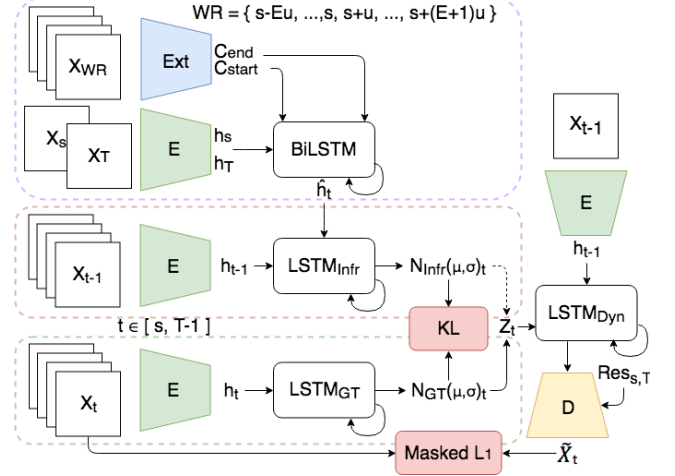 WR = { s-Eu, ...,s, s+u, ..., s+(E+1)u }
X_WR
Ext
C_end
C_start
X_s
X_T
E
h_s
h_T
BiLSTM
ĥ_t
X_t-1
E
h_t-1
LSTM_Infr
N_Infr(μ,σ)_t
t ∈ [ s, T-1 ]
KL
Z_t
X_t
E
h_t
LSTM_GT
N_GT(μ,σ)_t
Masked L_1
X_t-1
E
h_t-1
LSTM_Dyn
Res_s,T
D
X̃_t